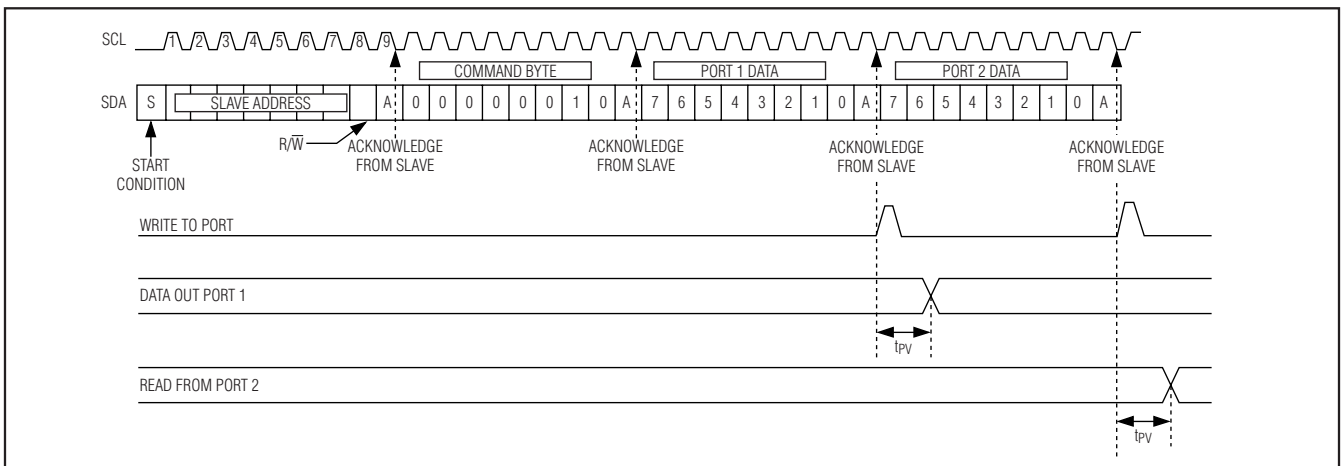 SCL 1 2 3 4 5 6 7 8 9
COMMAND BYTE PORT 1 DATA PORT 2 DATA
SDA S SLAVE ADDRESS A 0 0 0 0 0 0 1 0 A 7 6 5 4 3 2 1 0 A 7 6 5 4 3 2 1 0 A
R/W̅ ACKNOWLEDGE ACKNOWLEDGE ACKNOWLEDGE ACKNOWLEDGE
FROM SLAVE FROM SLAVE FROM SLAVE FROM SLAVE
START
CONDITION
WRITE TO PORT
DATA OUT PORT 1
tPV
READ FROM PORT 2
tPV